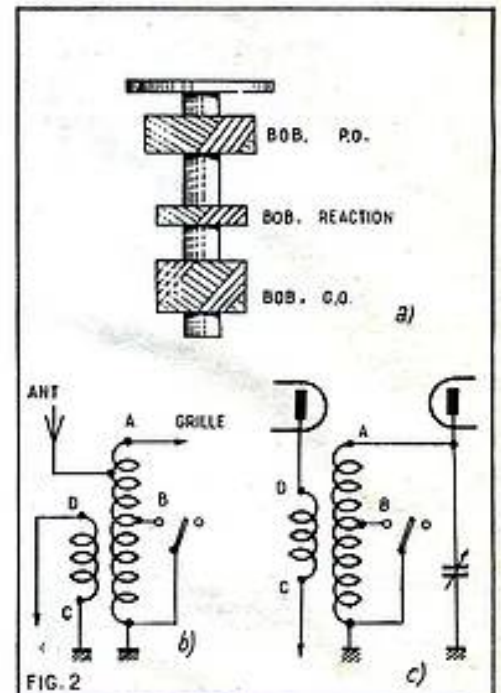 BOB. P.O.
BOB. REACTION
BOB. G.O.
a)
ANT
A
GRILLE
D
B
C
b)
A
D
B
C
c)
FIG. 2